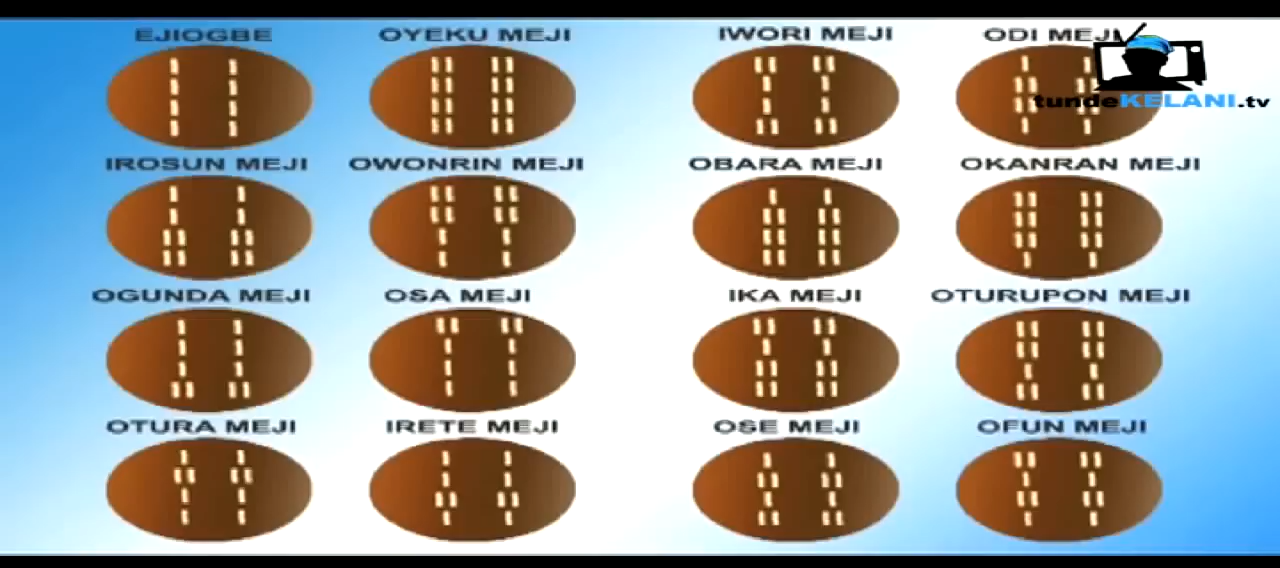 EJIOGBE OYEKU MEJI IWORI MEJI ODI MEJI
tundeKELANI.tv
IROSUN MEJI OWONRIN MEJI OBARA MEJI OKANRAN MEJI
OGUNDA MEJI OSA MEJI IKA MEJI OTURUPON MEJI
OTURA MEJI IRETE MEJI OSE MEJI OFUN MEJI